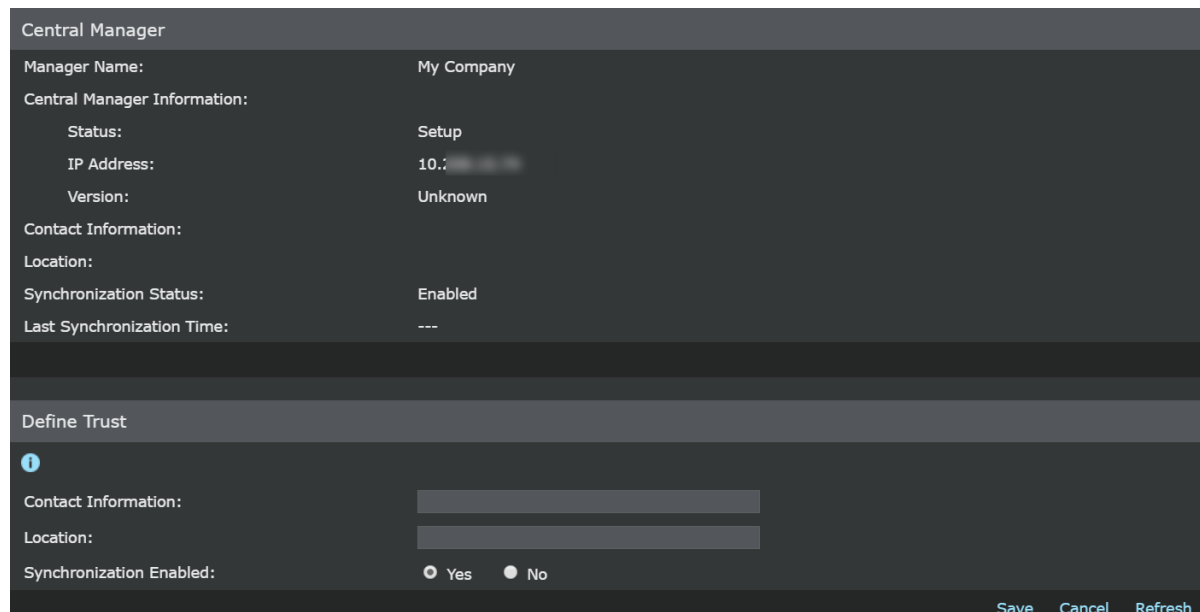 Central Manager
Manager Name: My Company
Central Manager Information:
Status: Setup
IP Address:
Version: Unknown
Contact Information:
Location:
Synchronization Status: Enabled
Last Synchronization Time: ---
Define Trust
Contact Information:
Location:
Synchronization Enabled: Yes No
Save Cancel Refresh